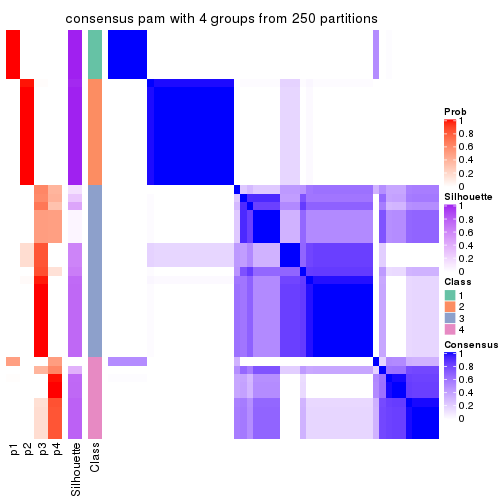 consensus pam with 4 groups from 250 partitions
Prob
1
0.8
0.6
0.4
0.2
0
Silhouette
1
0.8
0.6
0.4
0.2
0
Class
1
2
3
4
Consensus
1
0.8
0.6
0.4
0.2
0
p1
p2
p3
p4
Silhouette
Class